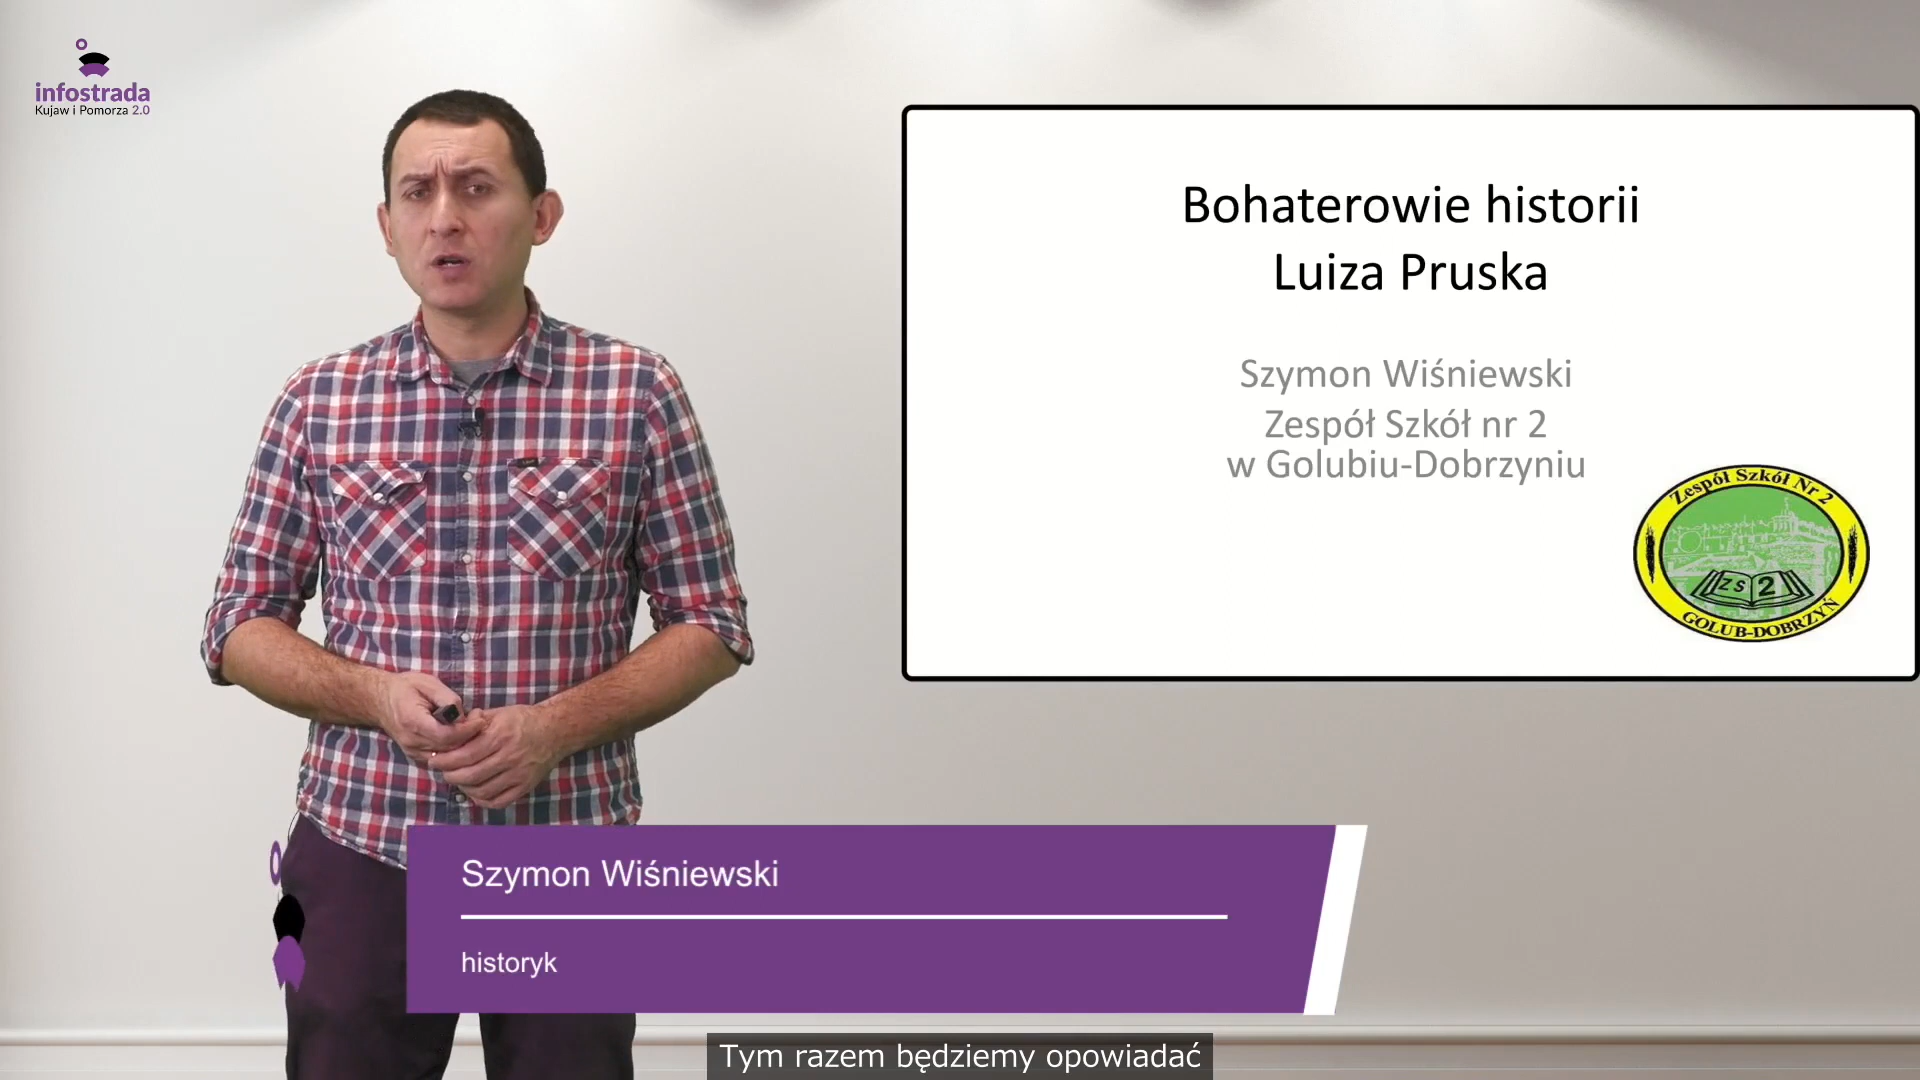 infostrada
Kujaw i Pomorza 2.0
Bohaterowie historii
Luiza Pruska
Szymon Wiśniewski
Zespół Szkół nr 2
w Golubiu-Dobrzyniu
Zespół Szkół Nr 2
ZS 2
GOLUB-DOBRZYŃ
Szymon Wiśniewski
historyk
Tym razem będziemy opowiadać